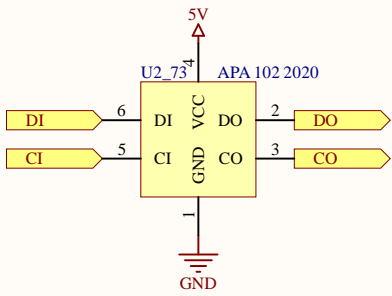 5V
U2_73 APA 102 2020
4
DI 6 DI VCC DO 2 DO
CI 5 CI GND CO 3 CO
1
GND